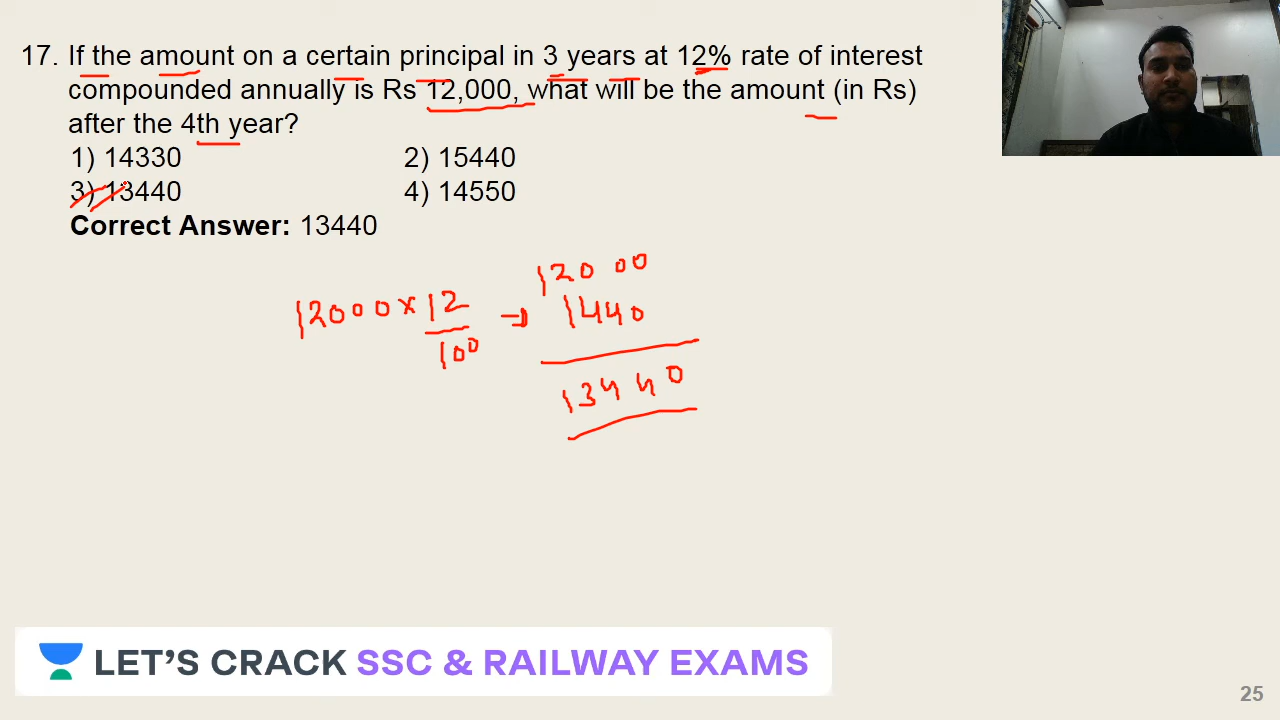 17. If the amount on a certain principal in 3 years at 12% rate of interest
compounded annually is Rs 12,000, what will be the amount (in Rs)
after the 4th year?
1) 14330 2) 15440
3) 13440 4) 14550
Correct Answer: 13440
12000 × 12/100 → 12000
1440
13440
LET'S CRACK SSC & RAILWAY EXAMS
25